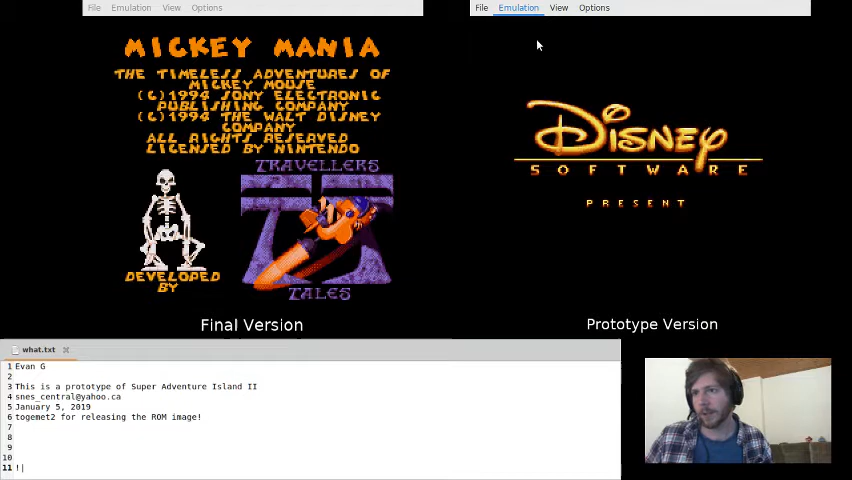 File Emulation View Options
File Emulation View Options
MICKEY MANIA
THE TIMELESS ADVENTURES OF
MICKEY MOUSE
(C)1994 SONY ELECTRONIC
PUBLISHING COMPANY
(C)1994 THE WALT DISNEY
COMPANY
ALL RIGHTS RESERVED
LICENSED BY NINTENDO
TRAVELLERS
TT
TALES
DEVELOPED
BY
Final Version
DISNEY
SOFTWARE
PRESENT
Prototype Version
what.txt
1 Evan G
2
3 This is a prototype of Super Adventure Island II
4 snes_central@yahoo.ca
5 January 5, 2019
6 togemet2 for releasing the ROM image!
7
8
9
10
11 !